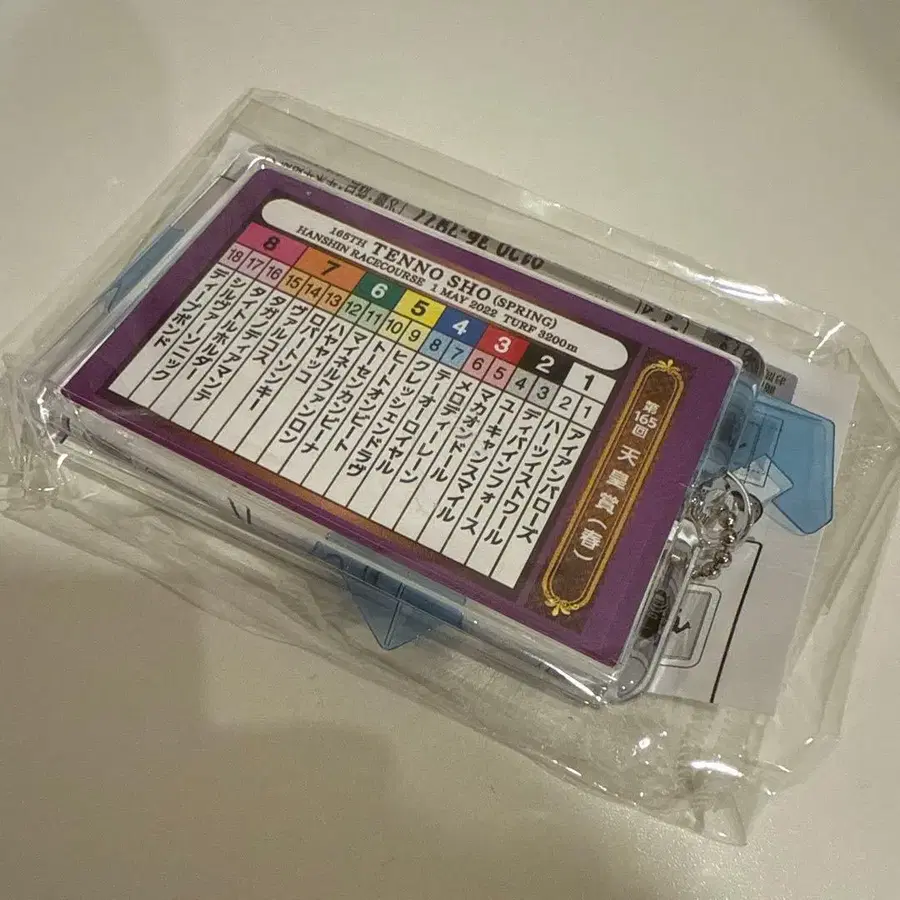 165TH TENNO SHO (SPRING)
HANSHIN RACECOURSE 1 MAY 2022 TURF 3200m
8 7 6 5 4 3 2 1
18 17 16 15 14 13 12 11 10 9 8 7 6 5 4 3 2 1
第165回 天皇賞(春)
アイアンバローズ
ハーツイストワール
ディバインフォース
ユーキャンスマイル
マカオンドール
メロディーレーン
テーオーロイヤル
クレッシェンドラヴ
ヒートオンビート
トーセンカンビーナ
マイネルファンロン
ハヤヤッコ
ロバートソンキー
ヴァルコス
タガノディアマンテ
タイトルホルダー
シルヴァーソニック
ディープボンド